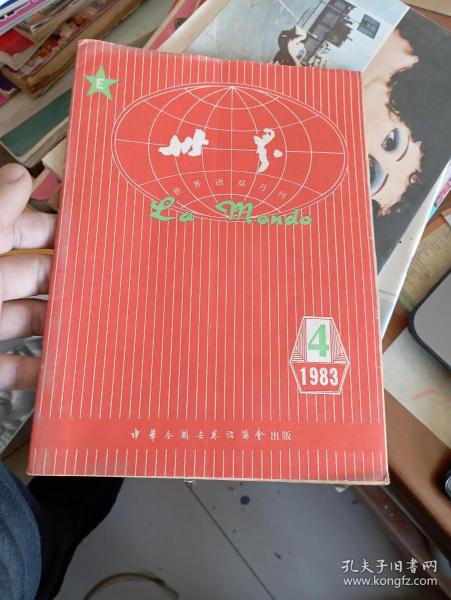 E
世界
世界语双月刊
La Mondo
4
1983
中华全国世界语协会出版
孔夫子旧书网
www.kongfz.com